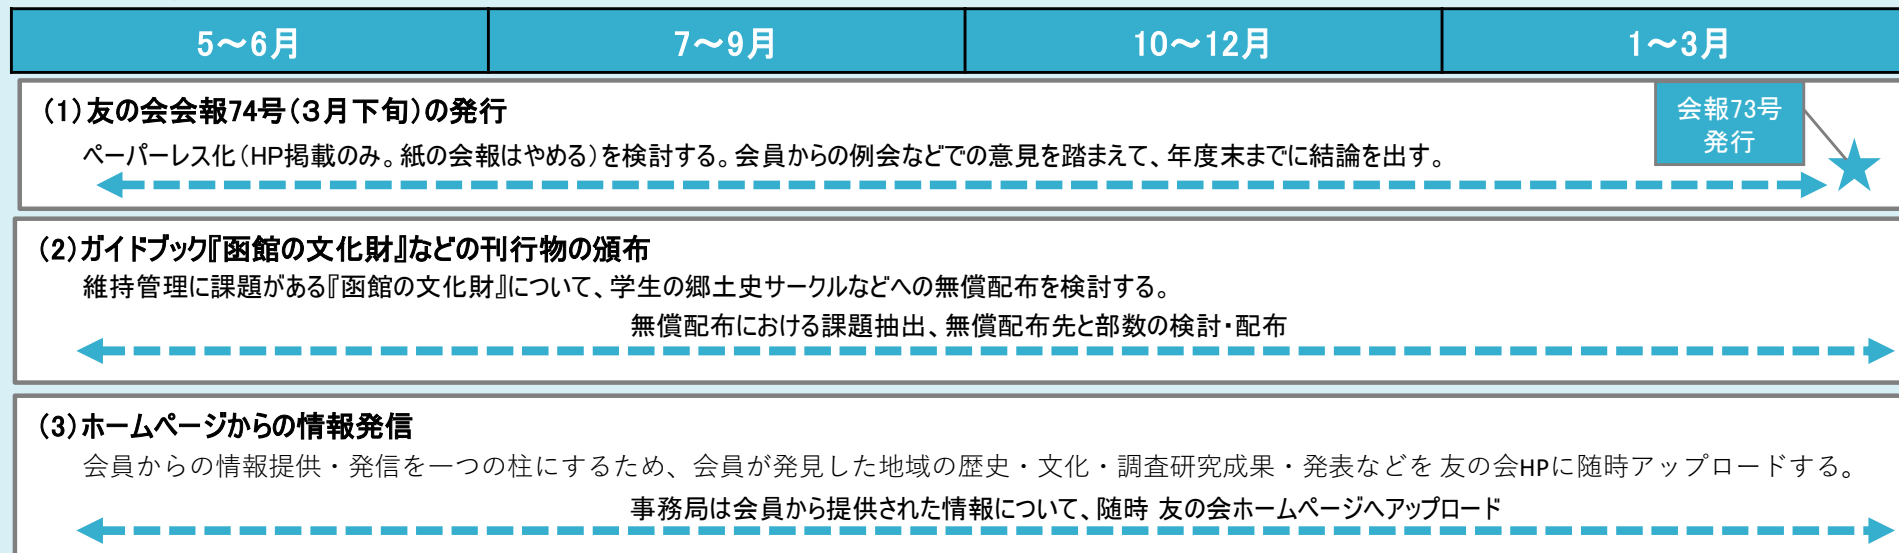 5～6月
7～9月
10～12月
1～3月
(1)友の会会報74号(3月下旬)の発行
会報73号
発行
ペーパーレス化(HP掲載のみ。紙の会報はやめる)を検討する。会員からの例会などでの意見を踏まえて、年度末までに結論を出す。
(2)ガイドブック『函館の文化財』などの刊行物の頒布
維持管理に課題がある『函館の文化財』について、学生の郷土史サークルなどへの無償配布を検討する。
無償配布における課題抽出、無償配布先と部数の検討・配布
(3)ホームページからの情報発信
会員からの情報提供・発信を一つの柱にするため、会員が発見した地域の歴史・文化・調査研究成果・発表などを 友の会HPに随時アップロードする。
事務局は会員から提供された情報について、随時 友の会ホームページへアップロード